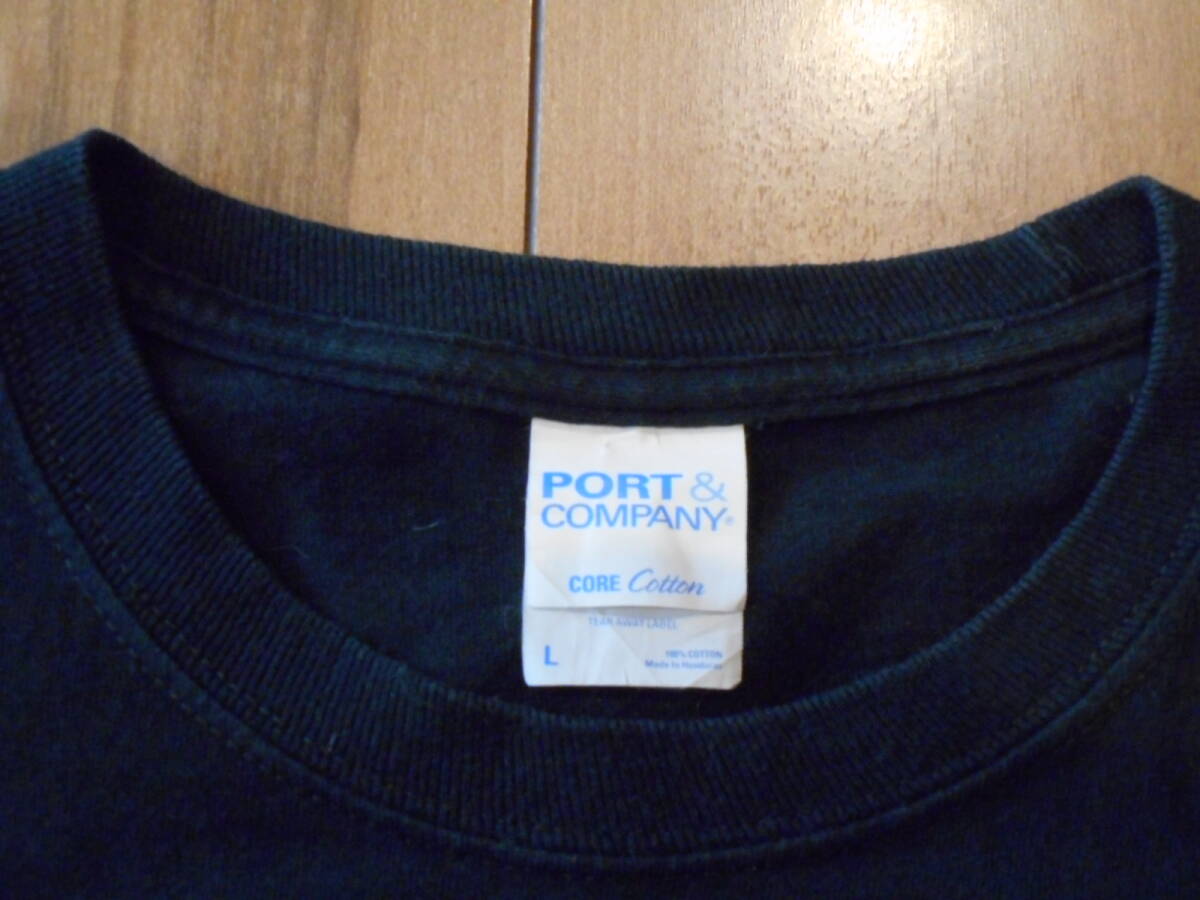 PORT &
COMPANY®
CORE Cotton
TEAR AWAY LABEL
L
100% COTTON
Made in Honduras